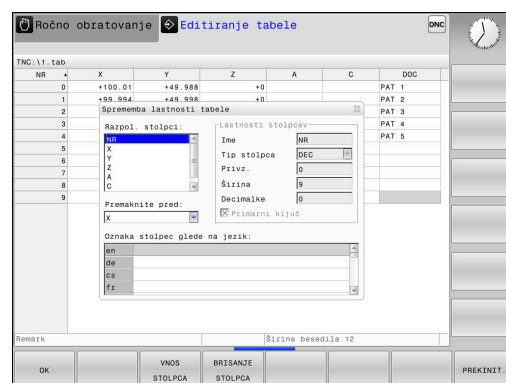 Ročno obratovanje Editiranje tabele DNC
TNC:\1.tab
NR X Y Z A C DOC
0 +100.01 +49.988 +0 PAT 1
1 +99.994 +49.998 +0 PAT 2
2 PAT 3
3 PAT 4
4 PAT 5
5
6
7
8
9
Sprememba lastnosti tabele
Razpol. stolpci:
NR
X
Y
Z
A
C
Premaknite pred:
X
Lastnosti stolpcev
Ime NR
Tip stolpca DEC
Privz. 0
Širina 9
Decimalke 0
Primarni ključ
Oznaka stolpec glede na jezik:
en
de
cs
fr
Remark Širina besedila 12
OK
VNOS STOLPCA
BRISANJE STOLPCA
PREKINIT.